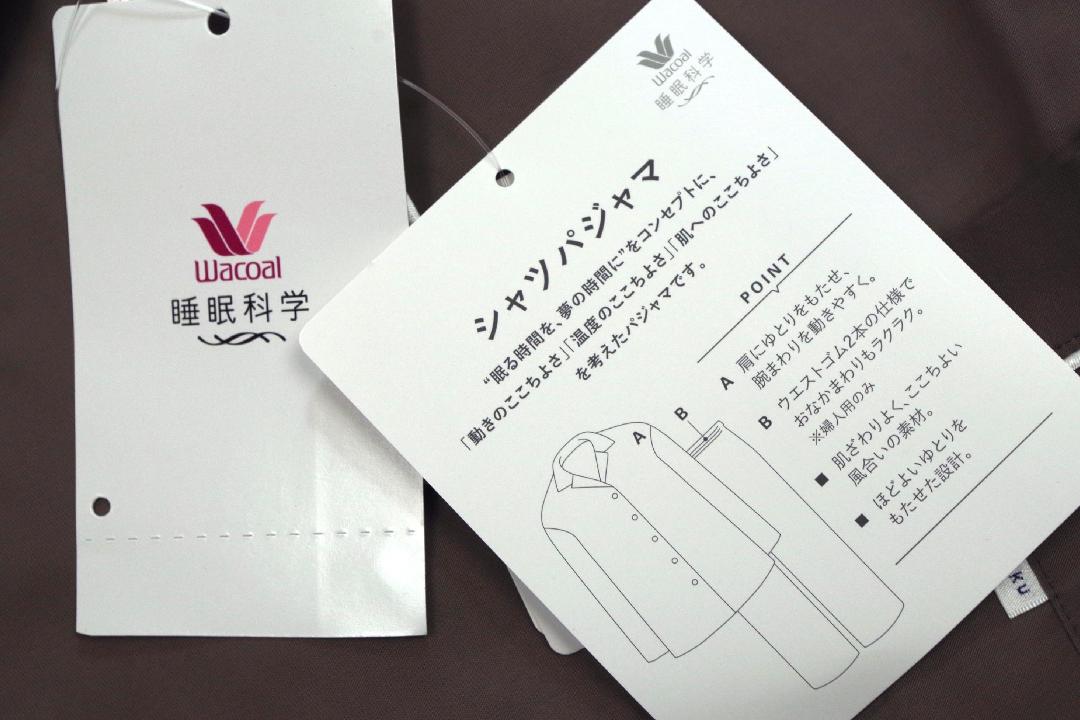 Wacoal
睡眠科学
Wacoal
睡眠科学
シャツパジャマ
“眠る時間を、夢の時間に”をコンセプトに、
「動きのここちよさ」「温度のここちよさ」「肌へのここちよさ」
を考えたパジャマです。
POINT
A 肩にゆとりをもたせ、
腕まわりを動きやすく。
B ウエストゴム2本の仕様で
おなかまわりもラクラク。
※婦人用のみ
■ 肌ざわりよく、ここちよい
風合いの素材。
■ ほどよいゆとりを
もたせた設計。
A
B